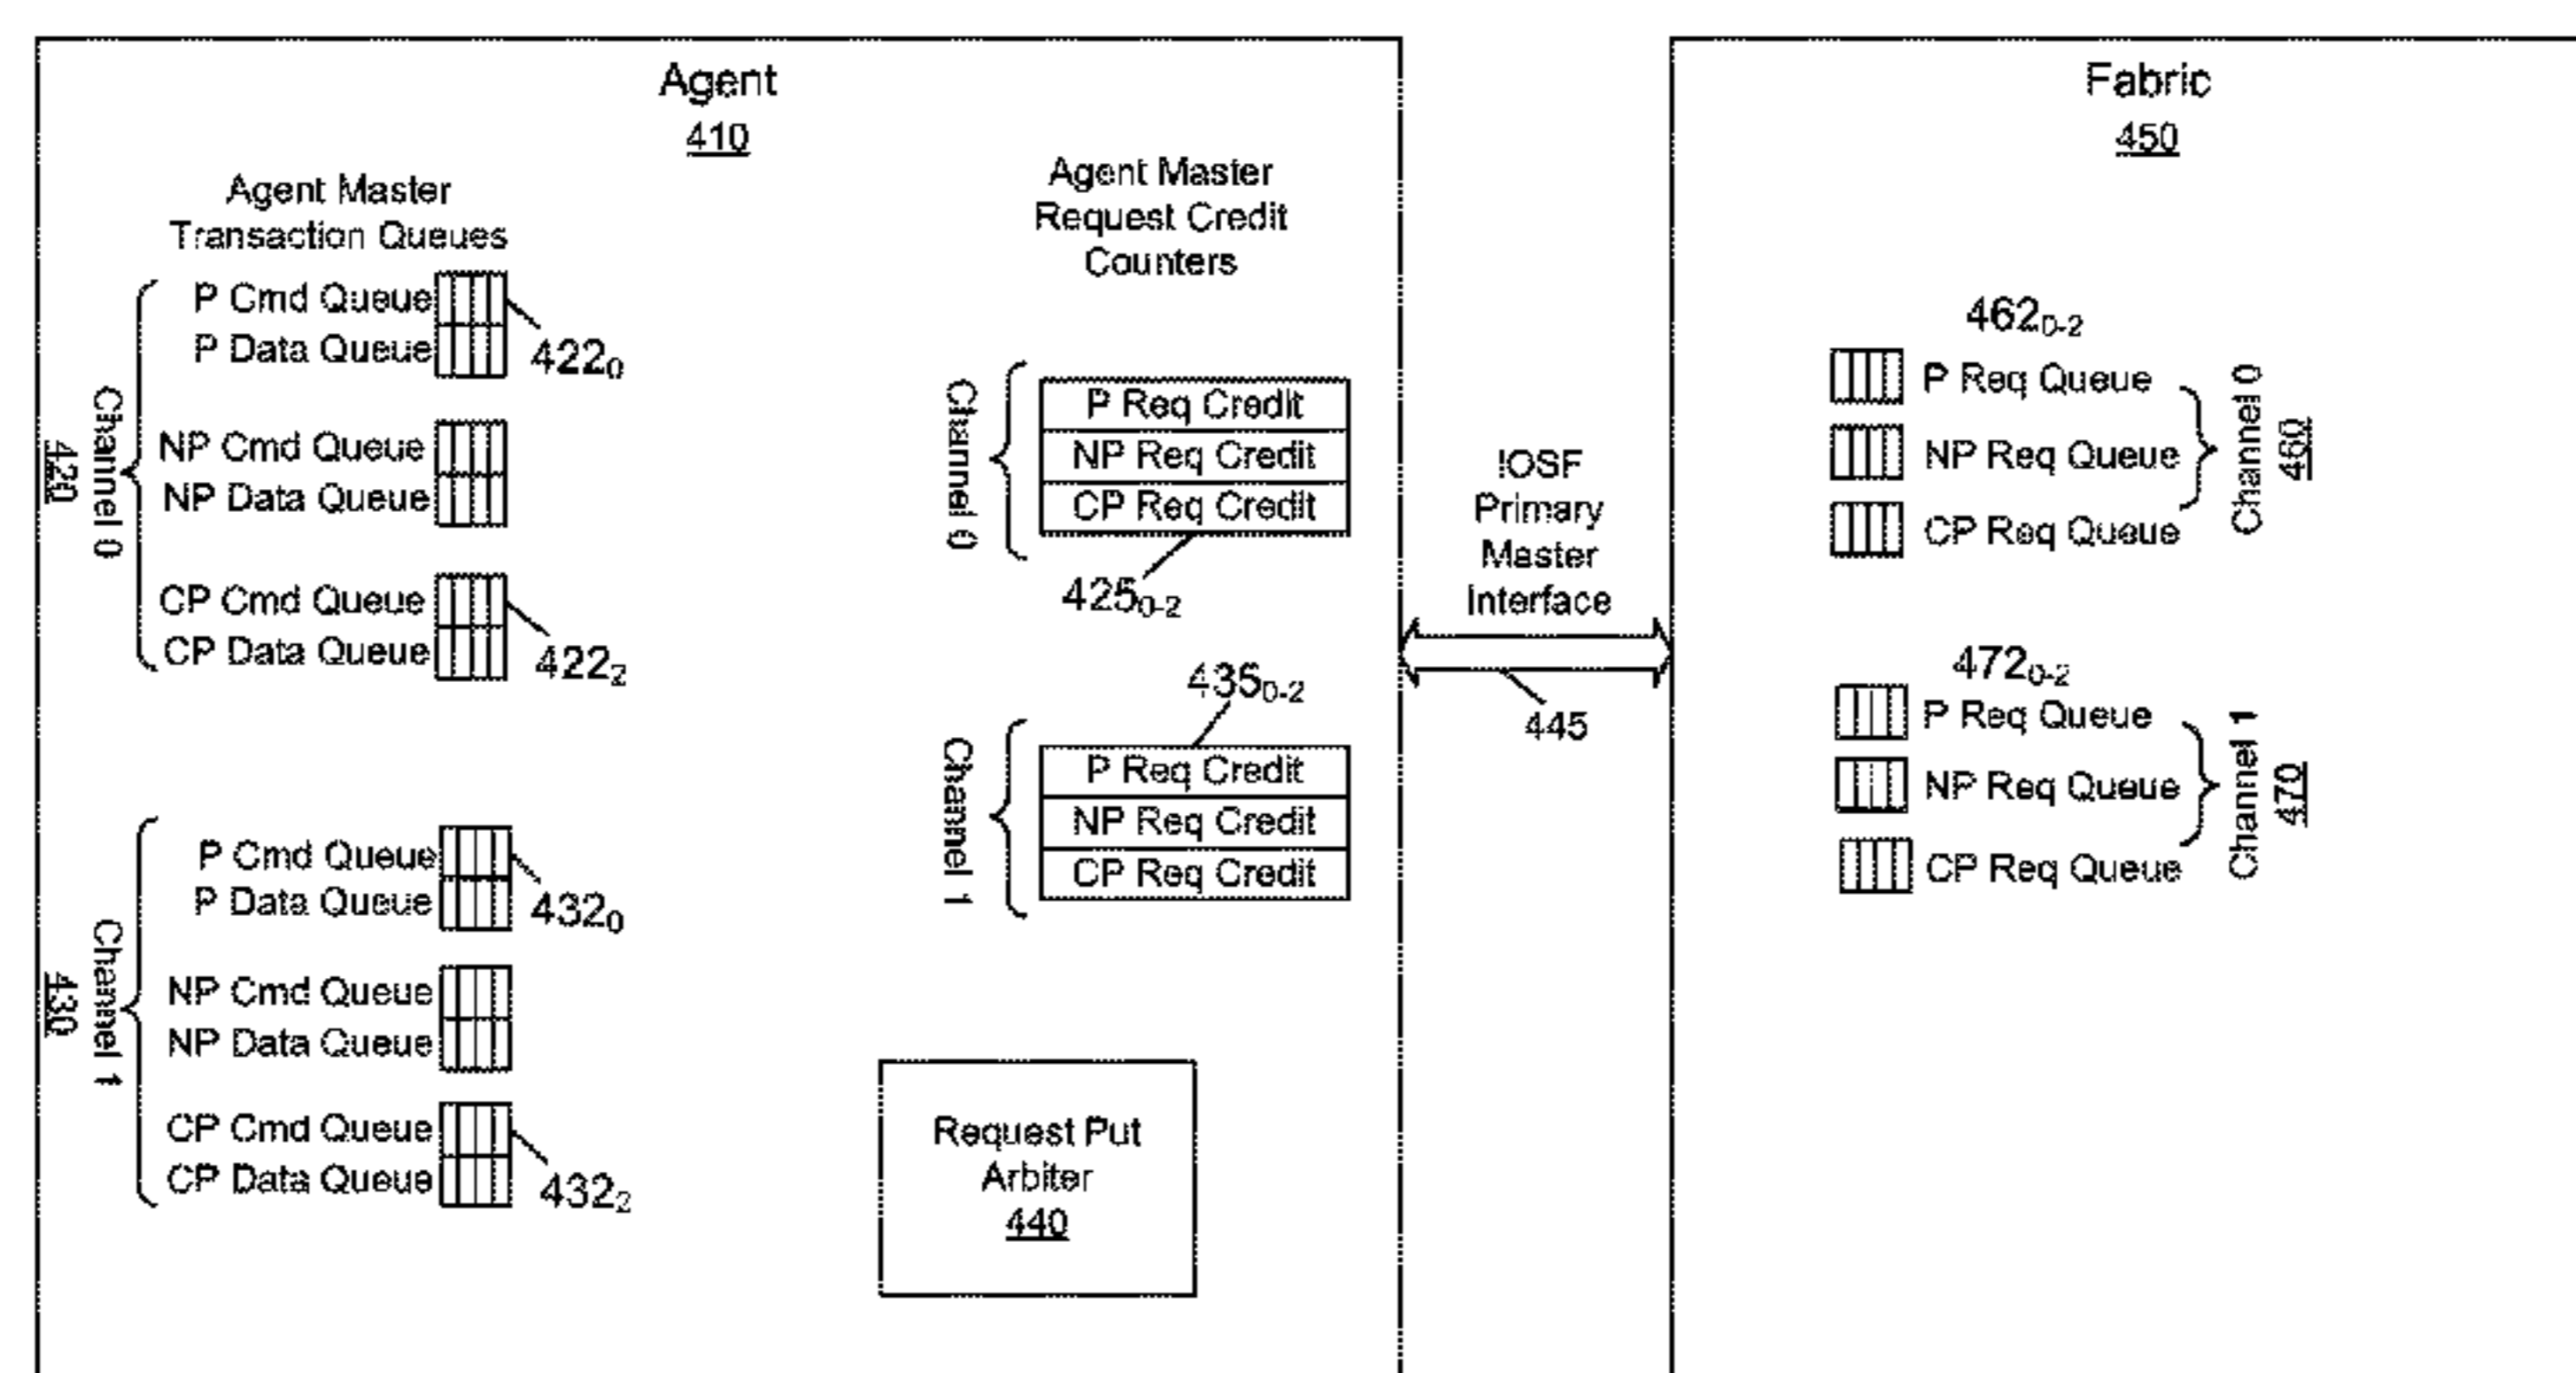 Agent
410
Agent Master
Transaction Queues
Channel 0
420
P Cmd Queue
P Data Queue
422₀
NP Cmd Queue
NP Data Queue
CP Cmd Queue
CP Data Queue
422₂
Channel 1
430
P Cmd Queue
P Data Queue
432₀
NP Cmd Queue
NP Data Queue
CP Cmd Queue
CP Data Queue
432₂
Agent Master
Request Credit
Counters
Channel 0
P Req Credit
NP Req Credit
CP Req Credit
425₀₋₂
435₀₋₂
Channel 1
P Req Credit
NP Req Credit
CP Req Credit
Request Put
Arbiter
440
IOSF
Primary
Master
Interface
445
Fabric
450
462₀₋₂
P Req Queue
NP Req Queue
CP Req Queue
Channel 0
460
472₀₋₂
P Req Queue
NP Req Queue
CP Req Queue
Channel 1
470